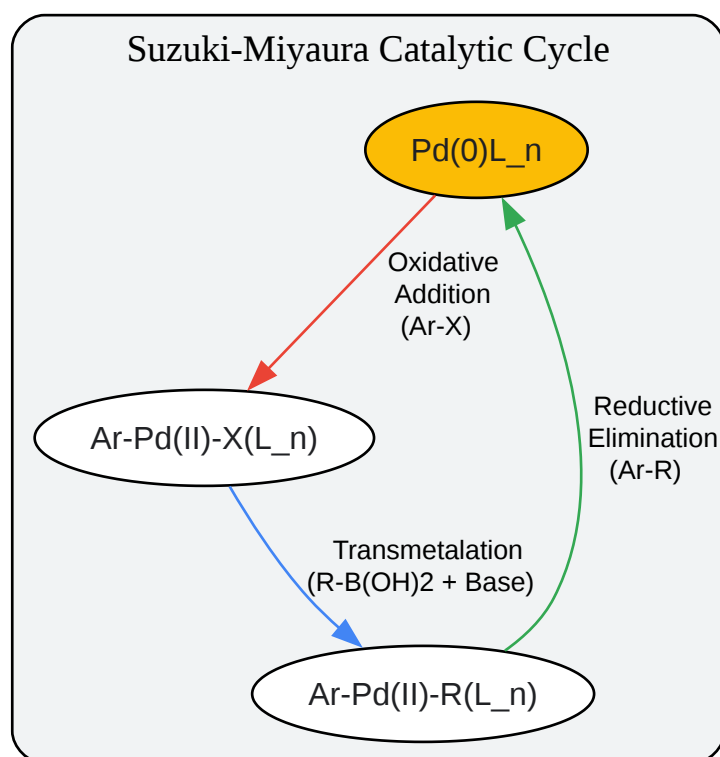 Suzuki-Miyaura Catalytic Cycle
Pd(0)L_n
Oxidative
Addition
(Ar-X)
Ar-Pd(II)-X(L_n)
Reductive
Elimination
(Ar-R)
Transmetalation
(R-B(OH)2 + Base)
Ar-Pd(II)-R(L_n)